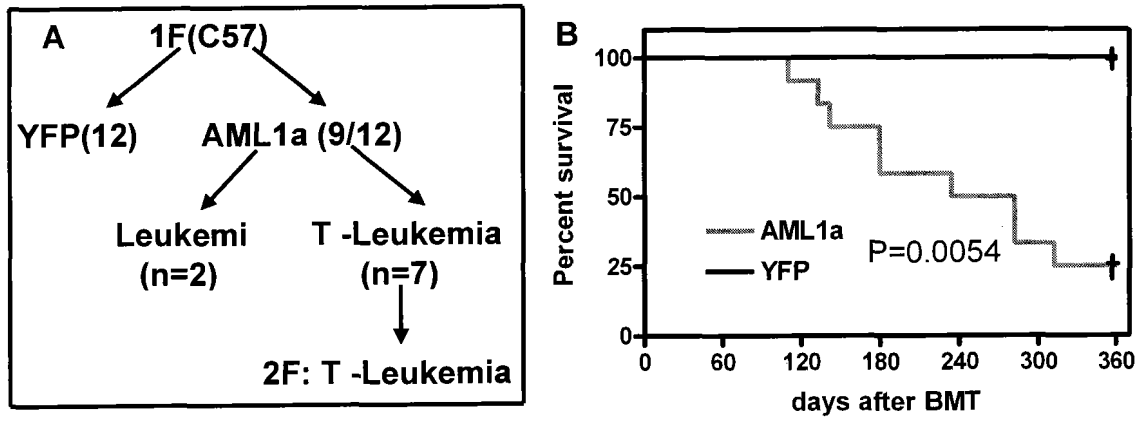 A
1F(C57)
YFP(12)
AML1a (9/12)
Leukemi
(n=2)
T -Leukemia
(n=7)
2F: T -Leukemia
B
Percent survival
100
75
50
25
0
AML1a
YFP
P=0.0054
0 60 120 180 240 300 360
days after BMT